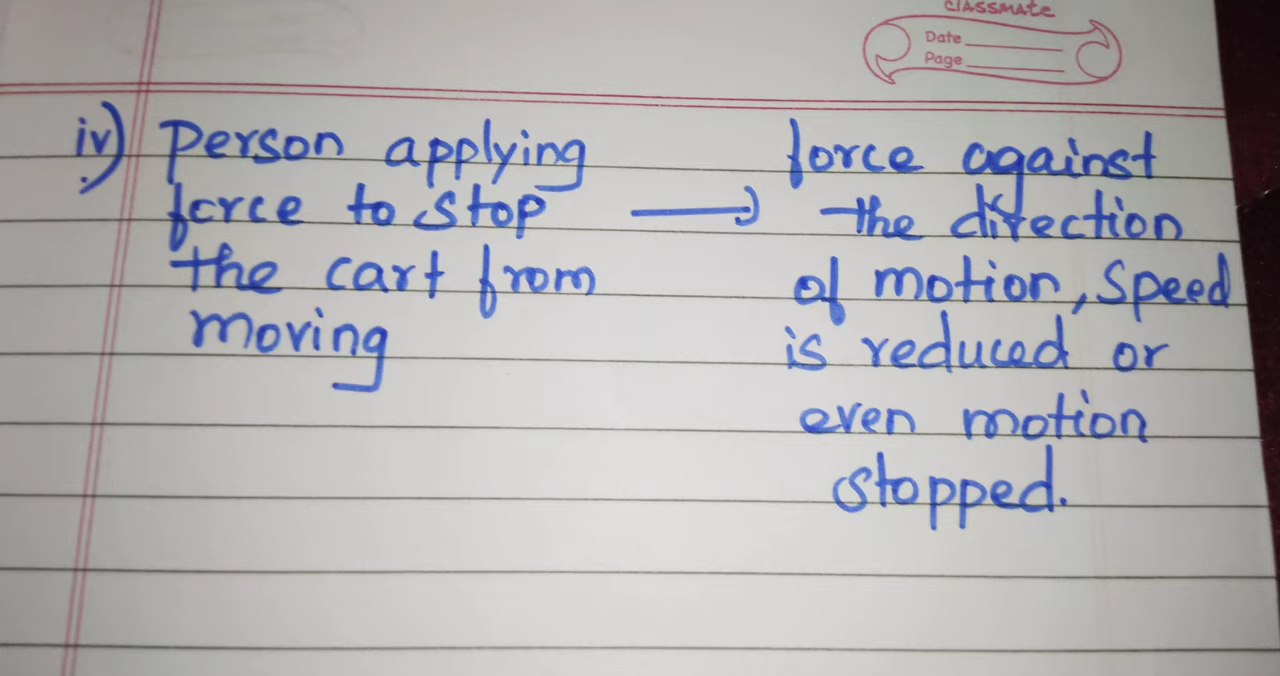 classmate
Date
Page
iv) Person applying
force to stop
the cart from
moving
→ force against
the direction
of motion, speed
is reduced or
even motion
stopped.